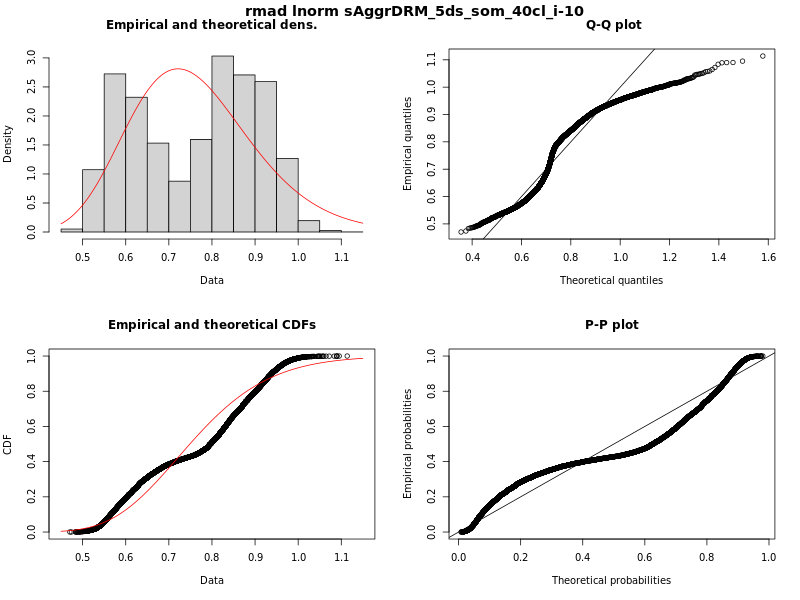 rmad lnorm sAggrDRM_5ds_som_40cl_i-10
Empirical and theoretical dens.
Density
0.0 0.5 1.0 1.5 2.0 2.5 3.0
0.5 0.6 0.7 0.8 0.9 1.0 1.1
Data
Q-Q plot
Empirical quantiles
0.5 0.6 0.7 0.8 0.9 1.0 1.1
0.4 0.6 0.8 1.0 1.2 1.4 1.6
Theoretical quantiles
Empirical and theoretical CDFs
CDF
0.0 0.2 0.4 0.6 0.8 1.0
0.5 0.6 0.7 0.8 0.9 1.0 1.1
Data
P-P plot
Empirical probabilities
0.0 0.2 0.4 0.6 0.8 1.0
0.0 0.2 0.4 0.6 0.8 1.0
Theoretical probabilities